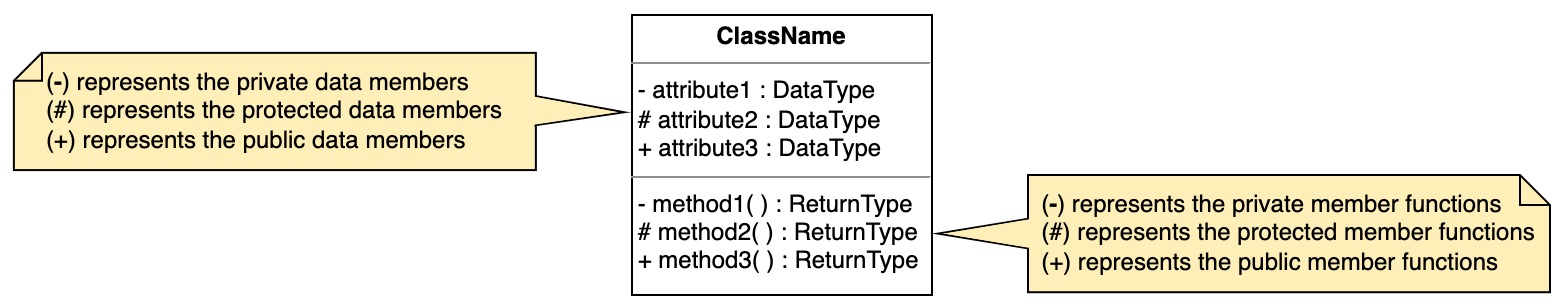 ClassName
(-) represents the private data members
(#) represents the protected data members
(+) represents the public data members
- attribute1 : DataType
# attribute2 : DataType
+ attribute3 : DataType
- method1( ) : ReturnType
# method2( ) : ReturnType
+ method3( ) : ReturnType
(-) represents the private member functions
(#) represents the protected member functions
(+) represents the public member functions